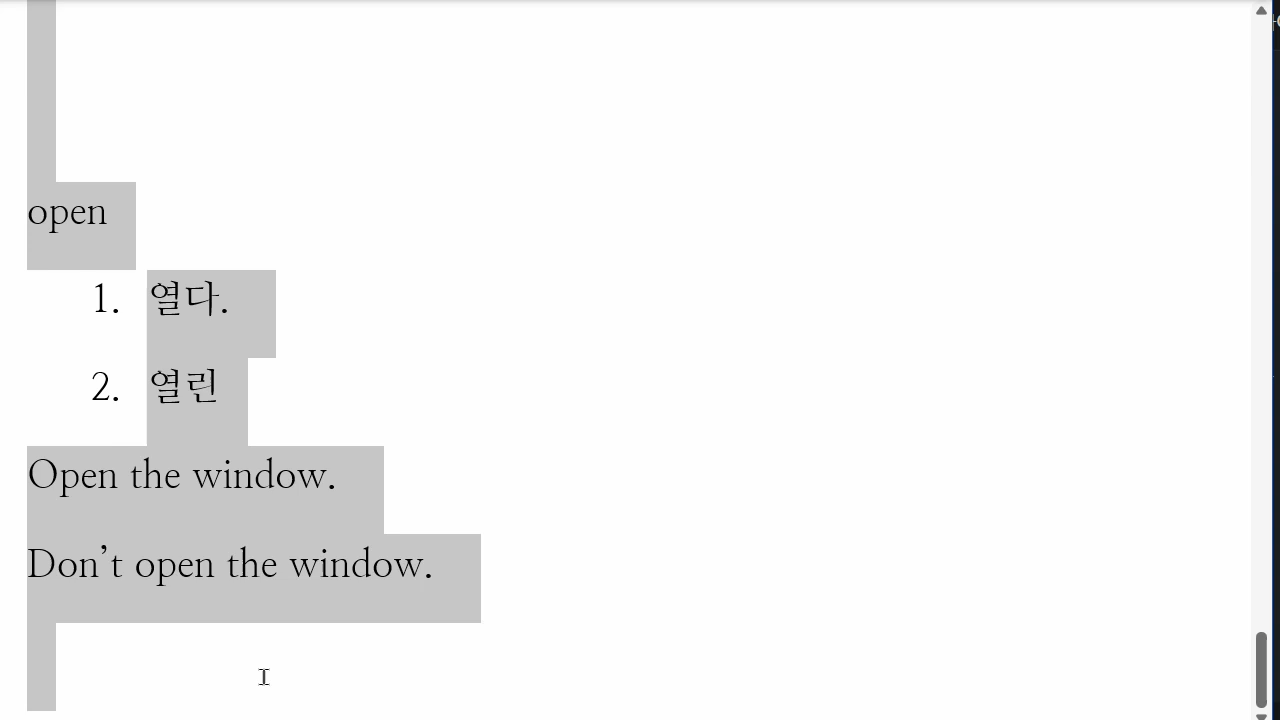 open
1. 열다.
2. 열린
Open the window.
Don’t open the window.